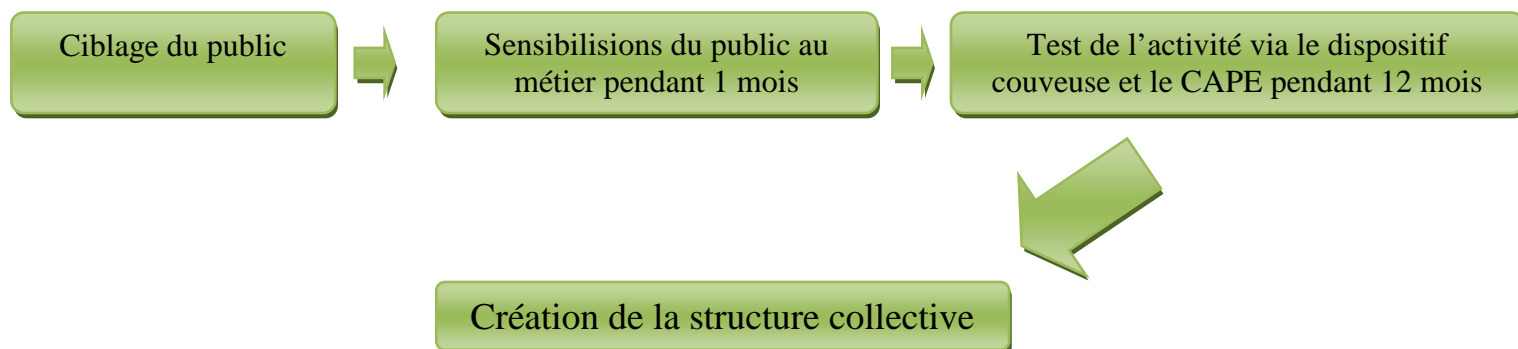 Ciblage du public
Sensibilisions du public au
métier pendant 1 mois
Test de l’activité via le dispositif
couveuse et le CAPE pendant 12 mois
Création de la structure collective